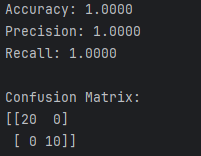 Accuracy: 1.0000
Precision: 1.0000
Recall: 1.0000
Confusion Matrix:
[[20  0]
 [ 0 10]]